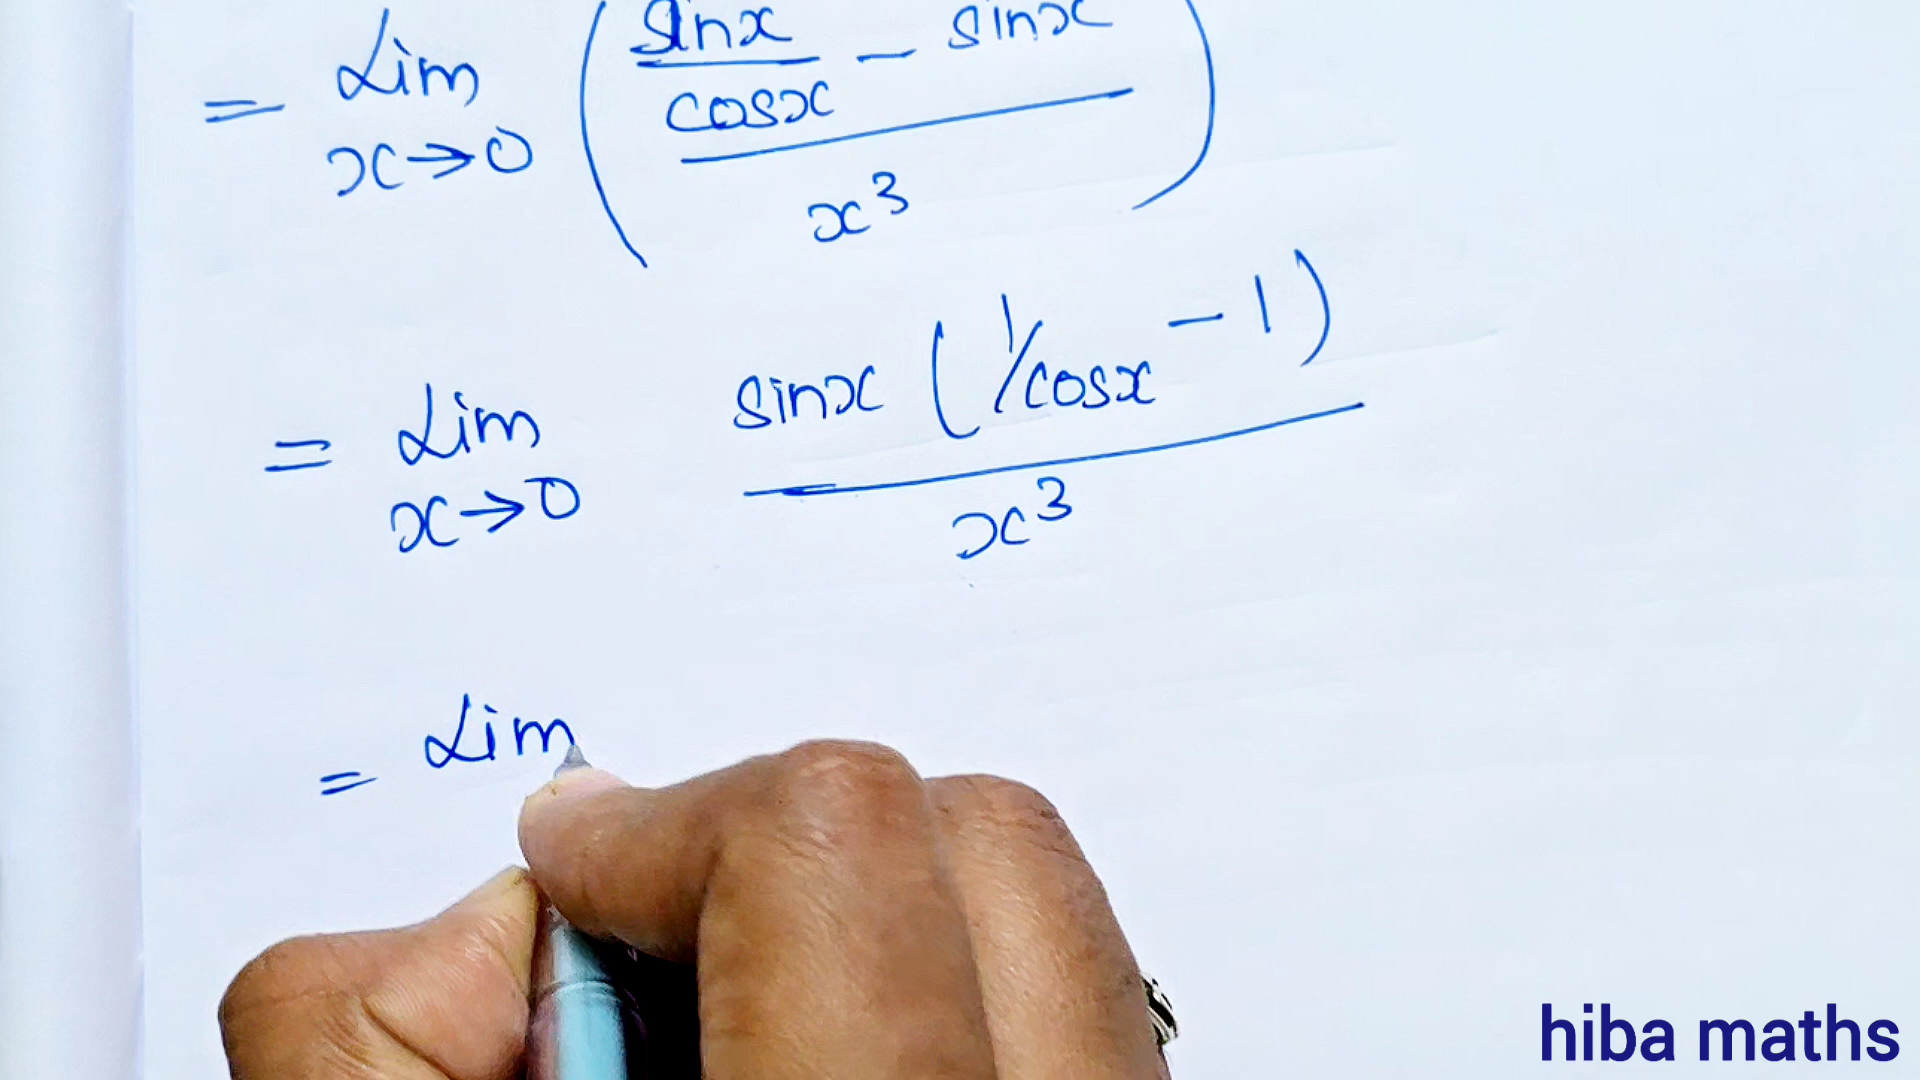 = Lim x→0 ( (sinx/cosx - sinx) / x³ )
= Lim x→0 sinx ( 1/cosx - 1 ) / x³
= Lim
hiba maths